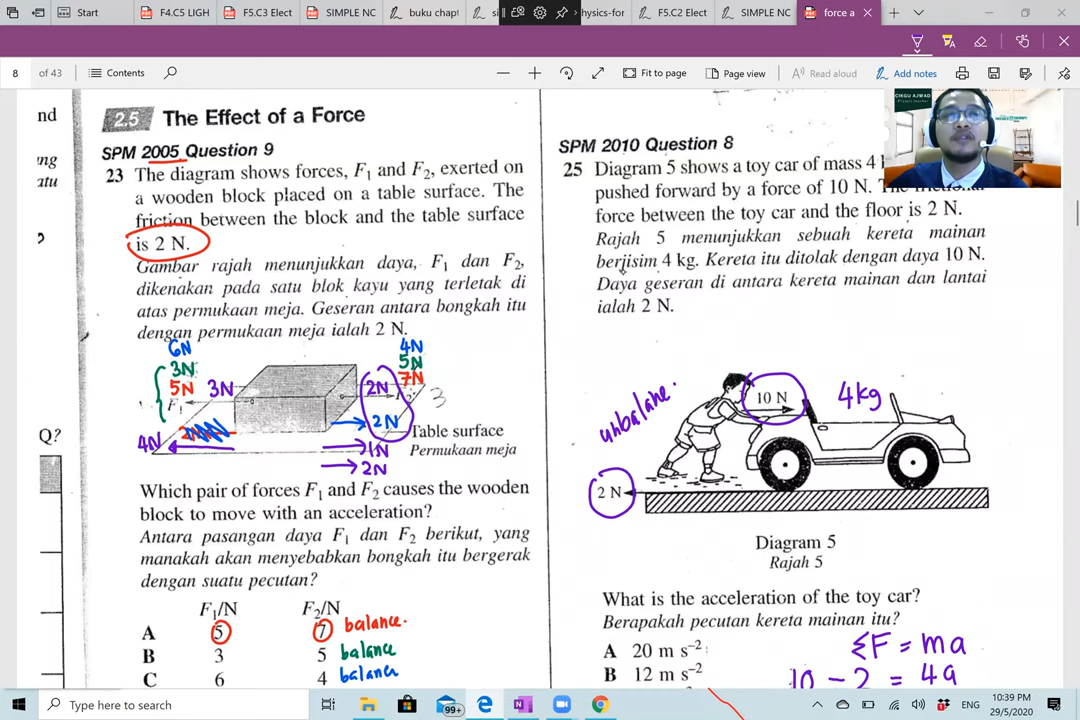 Start
F4.C5 LIGH
F5.C3 Elect
SIMPLE NC
buku chapt
si
hysics-for
F5.C2 Elect
SIMPLE NC
force a
8 of 43
Contents
Fit to page
Page view
Read aloud
Add notes
CIKGU AJWAD
nd
ng
atu
Q?
2.5 The Effect of a Force
SPM 2005 Question 9
23 The diagram shows forces, F1 and F2, exerted on
a wooden block placed on a table surface. The
friction between the block and the table surface
is 2 N.
Gambar rajah menunjukkan daya, F1 dan F2,
dikenakan pada satu blok kayu yang terletak di
atas permukaan meja. Geseran antara bongkah itu
dengan permukaan meja ialah 2 N.
6N
3N
5N
3N
F1
4N
4N
5N
7N
2N
F2
3
2N
1N
2N
Table surface
Permukaan meja
Which pair of forces F1 and F2 causes the wooden
block to move with an acceleration?
Antara pasangan daya F1 dan F2 berikut, yang
manakah akan menyebabkan bongkah itu bergerak
dengan suatu pecutan?
F1/N F2/N
A 5 7 balance.
B 3 5 balance
C 6 4 balance
SPM 2010 Question 8
25 Diagram 5 shows a toy car of mass 4
pushed forward by a force of 10 N.
force between the toy car and the floor is 2 N.
Rajah 5 menunjukkan sebuah kereta mainan
berjisim 4 kg. Kereta itu ditolak dengan daya 10 N.
Daya geseran di antara kereta mainan dan lantai
ialah 2 N.
unbalane.
10 N
4kg
2 N
Diagram 5
Rajah 5
What is the acceleration of the toy car?
Berapakah pecutan kereta mainan itu?
A 20 m s⁻²
B 12 m s⁻²
ΣF = ma
10 - 2 = 4a
Type here to search
99+
ENG
10:39 PM
29/5/2020